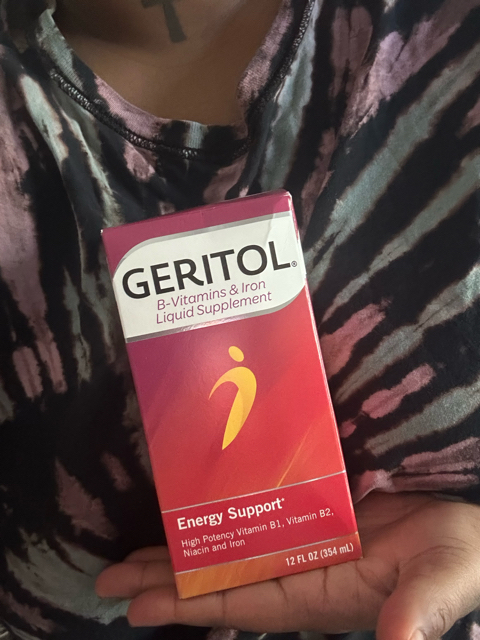 GERITOL®
B-Vitamins & Iron
Liquid Supplement
Energy Support*
High Potency Vitamin B1, Vitamin B2,
Niacin and Iron
12 FL OZ (354 mL)